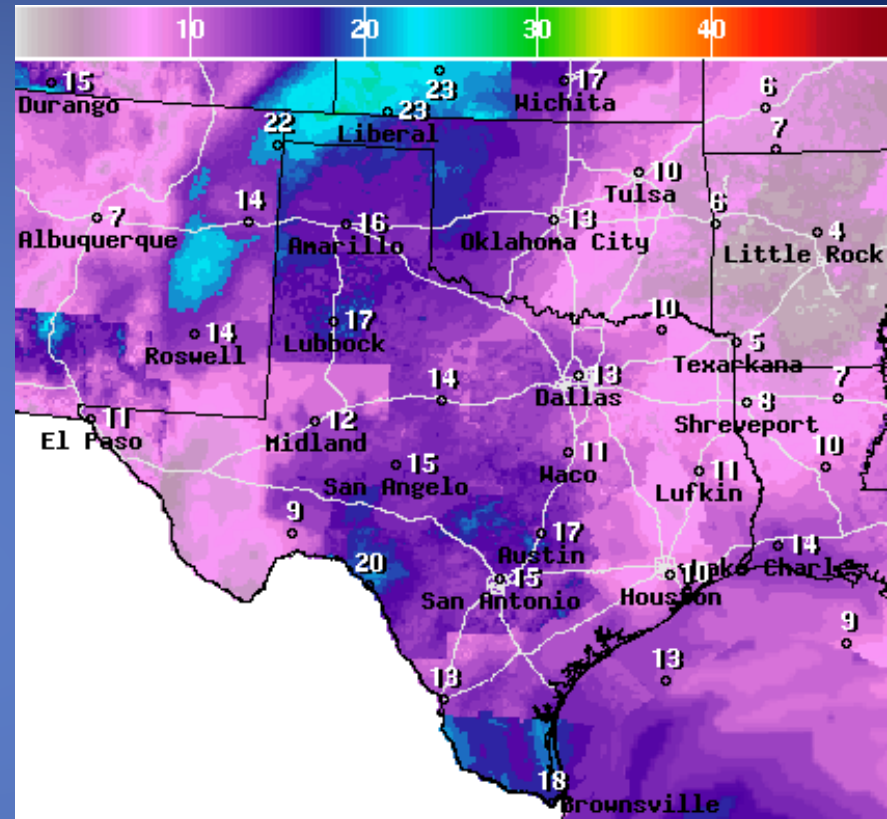 10 20 30 40
23
15 17
Durango Wichita
23 6
Liberal
22 7
10
Tulsa
14 6
7 16 13 4
Albuquerque Amarillo Oklahoma City Little Rock
17 10
14 5
Roswell Lubbock Texarkana
13
14 Dallas 8 7
11 12 Shreveport
El Paso Midland
11
15 Waco 11 10
San Angelo Lufkin
9 17
Austin 14
20 15 10 Lake Charles
San Antonio Houston
9
13
13
18
Brownsville